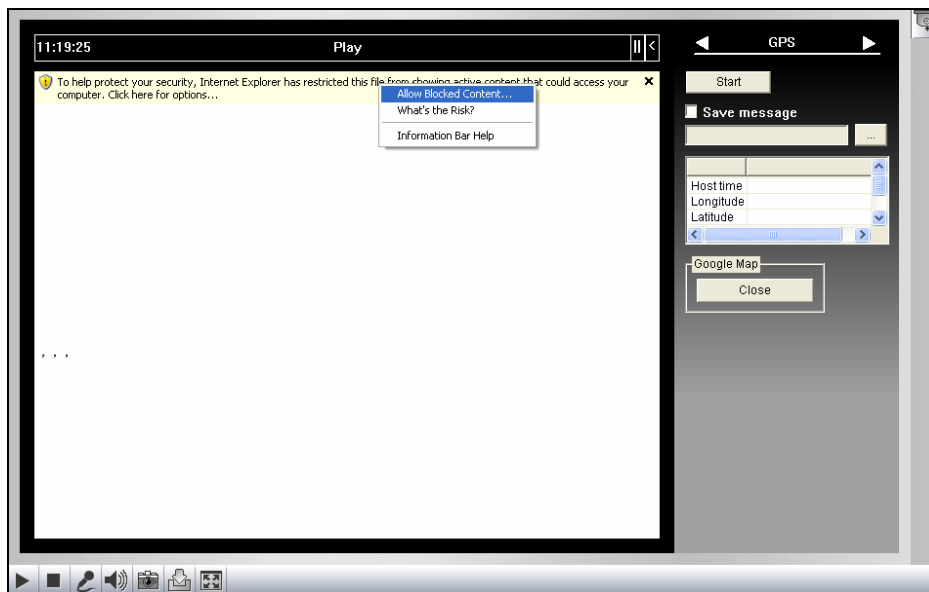 11:19:25 Play || <
GPS
To help protect your security, Internet Explorer has restricted this file from showing active content that could access your
computer. Click here for options...
Allow Blocked Content...
What's the Risk?
Information Bar Help
, , ,
Start
Save message
...
Host time
Longitude
Latitude
Google Map
Close